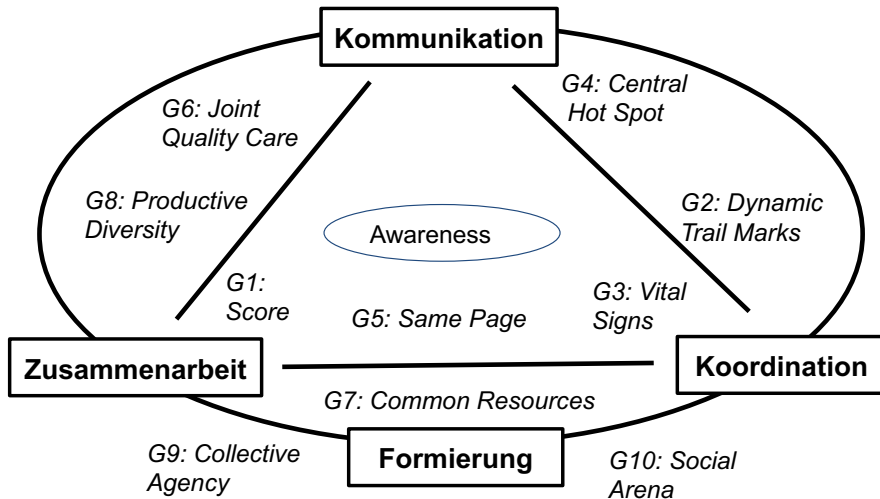 Kommunikation
G4: Central
Hot Spot
G6: Joint
Quality Care
G8: Productive
Diversity
G2: Dynamic
Trail Marks
Awareness
G1:
Score
G3: Vital
Signs
G5: Same Page
Zusammenarbeit
Koordination
G7: Common Resources
G9: Collective
Agency
Formierung
G10: Social
Arena